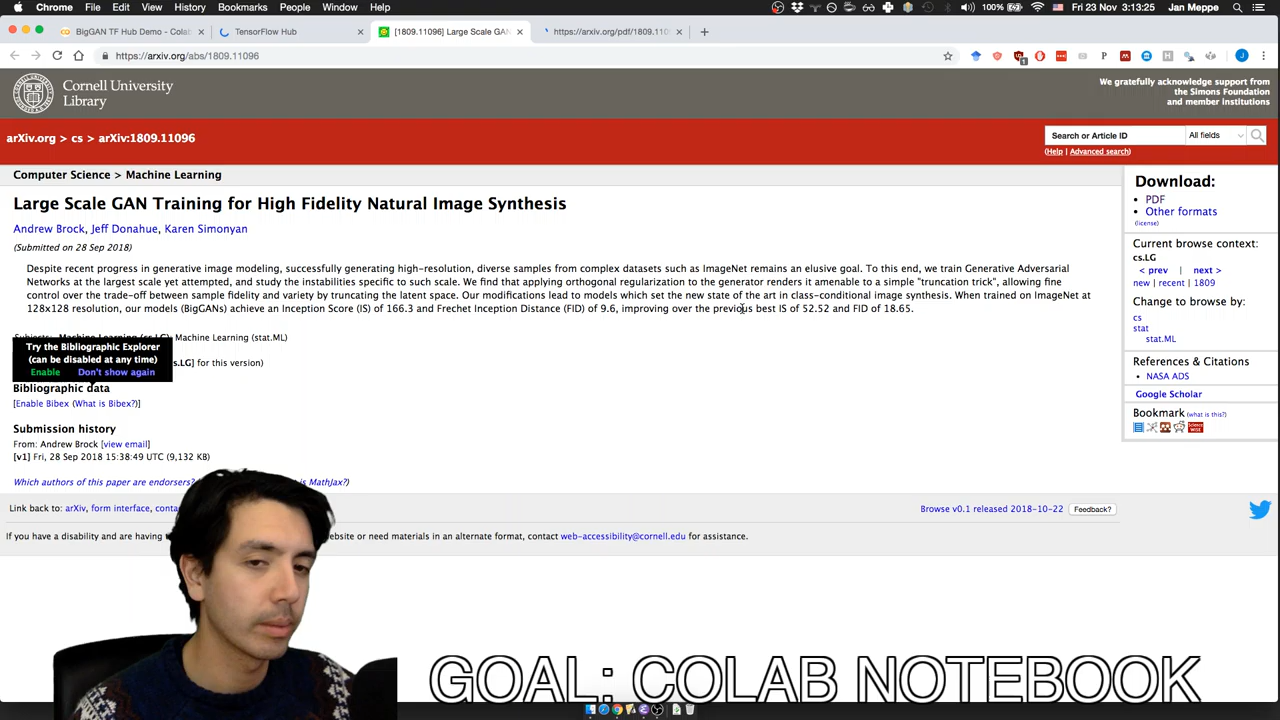 Chrome File Edit View History Bookmarks People Window Help
100% Fri 23 Nov 3:13:25 Jan Meppe
BigGAN TF Hub Demo - Colab
TensorFlow Hub
[1809.11096] Large Scale GAN
https://arxiv.org/pdf/1809.110
https://arxiv.org/abs/1809.11096
Cornell University
Library
We gratefully acknowledge support from
the Simons Foundation
and member institutions
arXiv.org > cs > arXiv:1809.11096
Search or Article ID
All fields
(Help | Advanced search)
Computer Science > Machine Learning
Large Scale GAN Training for High Fidelity Natural Image Synthesis
Andrew Brock, Jeff Donahue, Karen Simonyan
(Submitted on 28 Sep 2018)
Despite recent progress in generative image modeling, successfully generating high-resolution, diverse samples from complex datasets such as ImageNet remains an elusive goal. To this end, we train Generative Adversarial
Networks at the largest scale yet attempted, and study the instabilities specific to such scale. We find that applying orthogonal regularization to the generator renders it amenable to a simple "truncation trick", allowing fine
control over the trade-off between sample fidelity and variety by truncating the latent space. Our modifications lead to models which set the new state of the art in class-conditional image synthesis. When trained on ImageNet at
128x128 resolution, our models (BigGANs) achieve an Inception Score (IS) of 166.3 and Frechet Inception Distance (FID) of 9.6, improving over the previous best IS of 52.52 and FID of 18.65.
Subjects: Machine Learning (cs.LG); Machine Learning (stat.ML)
Try the Bibliographic Explorer
(can be disabled at any time)
Enable Don't show again
cs.LG] for this version)
Bibliographic data
[Enable Bibex (What is Bibex?)]
Submission history
From: Andrew Brock [view email]
[v1] Fri, 28 Sep 2018 15:38:49 UTC (9,132 KB)
Which authors of this paper are endorsers? is MathJax?)
Link back to: arXiv, form interface, conta
Browse v0.1 released 2018-10-22
Feedback?
If you have a disability and are having website or need materials in an alternate format, contact web-accessibility@cornell.edu for assistance.
Download:
PDF
Other formats
(license)
Current browse context:
cs.LG
< prev | next >
new | recent | 1809
Change to browse by:
cs
stat
stat.ML
References & Citations
NASA ADS
Google Scholar
Bookmark (what is this?)
GOAL: COLAB NOTEBOOK